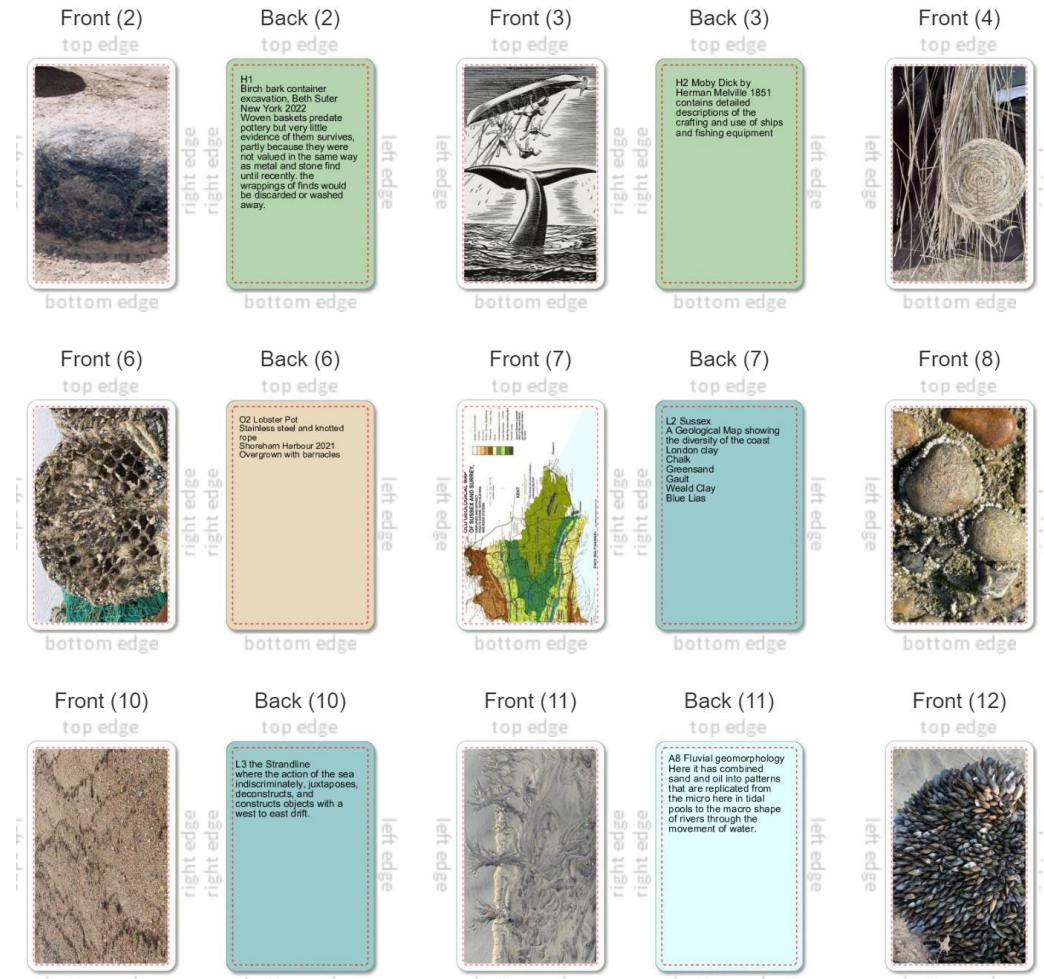 Front (2)
Back (2)
Front (3)
Back (3)
Front (4)
top edge
top edge
top edge
top edge
top edge
H1
Birch bark container
excavation, Beth Suter
New York 2022
Woven baskets predate
pottery but very little
evidence of them survives,
partly because they were
not valued in the same way
as metal and stone find
until recently. the
wrappings of finds would
be discarded or washed
away.
H2 Moby Dick by
Herman Melville 1851
contains detailed
descriptions of the
crafting and use of ships
and fishing equipment
right edge
right edge
left edge
left edge
right edge
right edge
left edge
left edge
bottom edge
bottom edge
bottom edge
bottom edge
bottom edge
Front (6)
Back (6)
Front (7)
Back (7)
Front (8)
top edge
top edge
top edge
top edge
top edge
O2 Lobster Pot
Stainless steel and knotted
rope
Shoreham Harbour 2021
Overgrown with barnacles
OLD GEOLOGICAL MAP
OF SUSSEX AND SURREY,
KENT
L2 Sussex
A Geological Map showing
the diversity of the coast
London clay
Chalk
Greensand
Gault
Weald Clay
Blue Lias
right edge
right edge
left edge
left edge
right edge
right edge
left edge
left edge
bottom edge
bottom edge
bottom edge
bottom edge
bottom edge
Front (10)
Back (10)
Front (11)
Back (11)
Front (12)
top edge
top edge
top edge
top edge
top edge
L3 the Strandline
where the action of the sea
indiscriminately, juxtaposes,
deconstructs, and
constructs objects with a
west to east drift.
A8 Fluvial geomorphology
Here it has combined
sand and oil into patterns
that are replicated from
the micro here in tidal
pools to the macro shape
of rivers through the
movement of water.
right edge
right edge
left edge
left edge
right edge
right edge
left edge
left edge